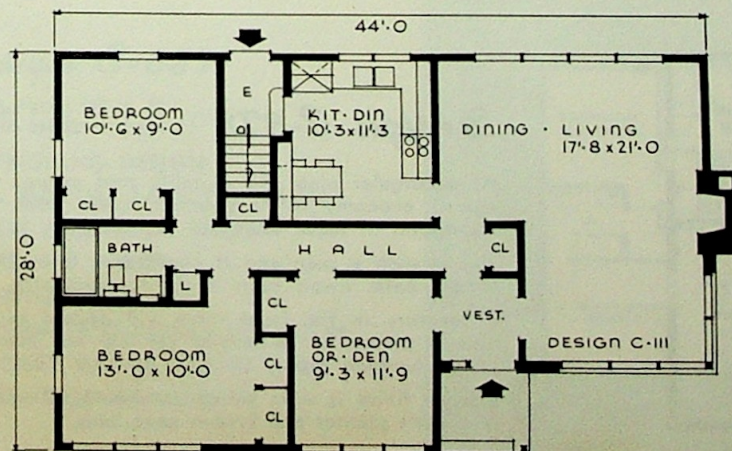 44'-0
BEDROOM
10'-6 x 9'-0
E
KIT-DIN
10'-3 x 11'-3
DINING - LIVING
17'-8 x 21'-0
CL
CL
CL
BATH
HALL
CL
28'-0
L
CL
VEST.
BEDROOM
13'-0 x 10'-0
CL
CL
BEDROOM
OR-DEN
9'-3 x 11'-9
DESIGN C-111